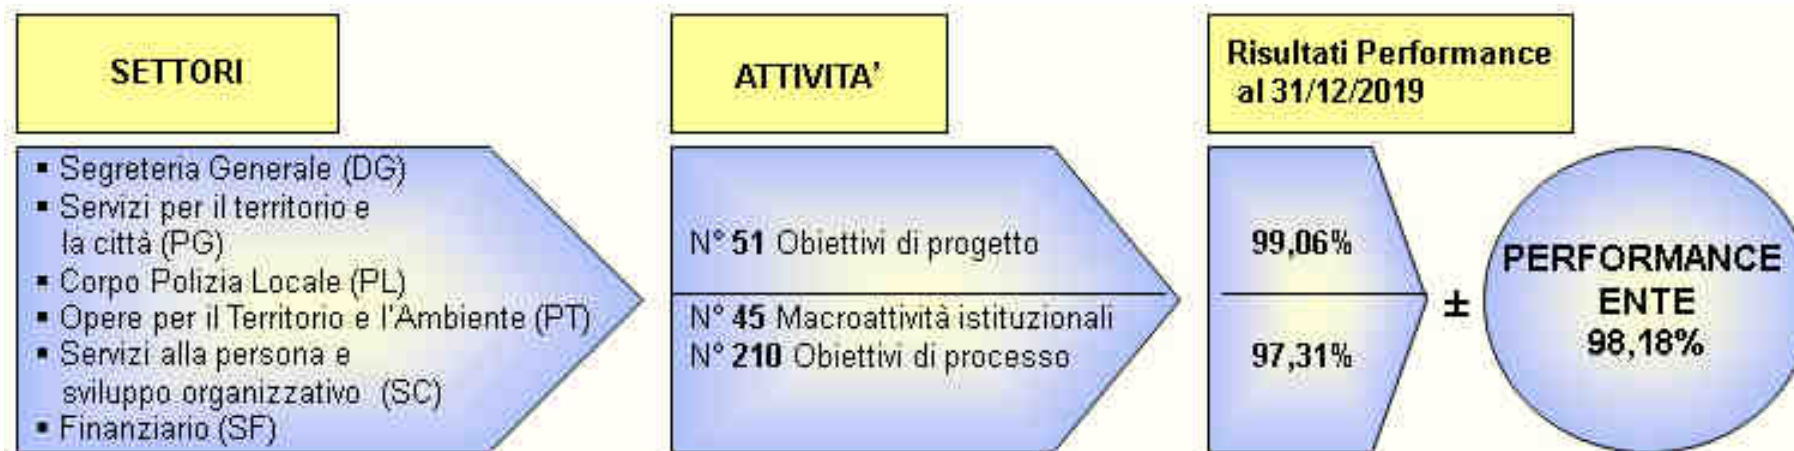 SETTORI
▪ Segreteria Generale (DG)
▪ Servizi per il territorio e
la città (PG)
▪ Corpo Polizia Locale (PL)
▪ Opere per il Territorio e l'Ambiente (PT)
▪ Servizi alla persona e
sviluppo organizzativo (SC)
▪ Finanziario (SF)
ATTIVITA'
N° 51 Obiettivi di progetto
N° 45 Macroattività istituzionali
N° 210 Obiettivi di processo
Risultati Performance
al 31/12/2019
99,06%
97,31%
±
PERFORMANCE
ENTE
98,18%